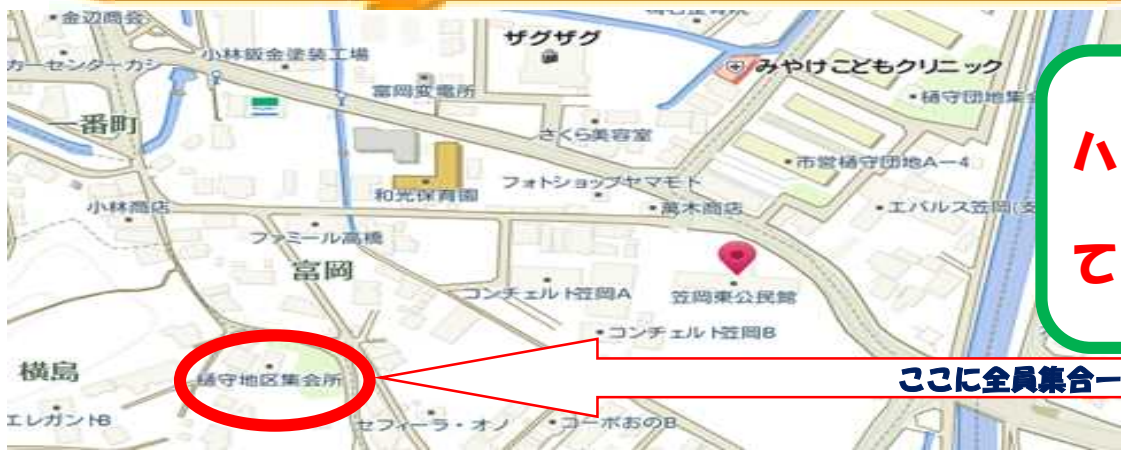 金辺商会
ザグザグ
小林鈑金塗装工場
カーセンターカシ
みやけこどもクリニック
富岡変電所
樋守団地集会
一番町
さくら美容室
市営樋守団地A-4
ハ
和光保育園
フォトショップヤマモト
小林商店
萬木商店
エバルス笠岡(支
ファミール高橋
て
富岡
コンチェルト笠岡A
笠岡東公民館
コンチェルト笠岡B
横島
樋守地区集会所
ここに全員集合ー
エレガントB
セフィーラ・オノ
コーポおのB